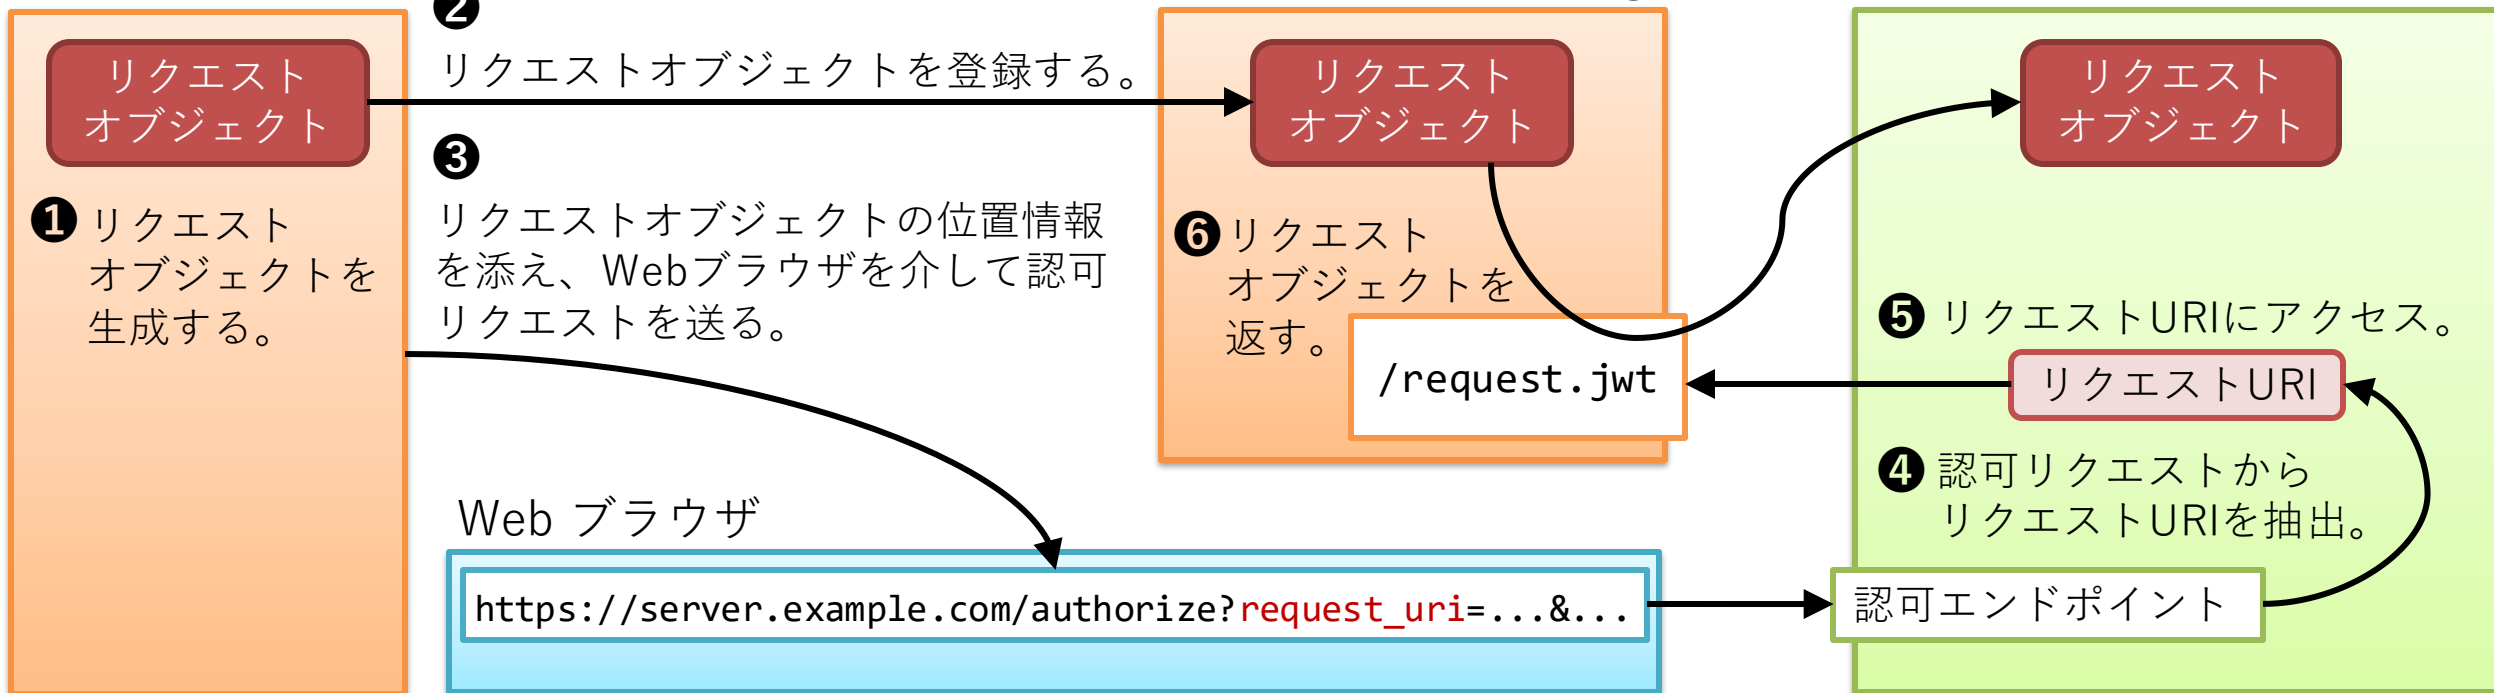 リクエスト
オブジェクト
❶ リクエスト
オブジェクトを
生成する。
❷
リクエストオブジェクトを登録する。
❸
リクエストオブジェクトの位置情報
を添え、Webブラウザを介して認可
リクエストを送る。
リクエスト
オブジェクト
❻ リクエスト
オブジェクトを
返す。
/request.jwt
リクエスト
オブジェクト
❺ リクエストURIにアクセス。
リクエストURI
❹ 認可リクエストから
リクエストURIを抽出。
Web ブラウザ
https://server.example.com/authorize?request_uri=...&...
認可エンドポイント